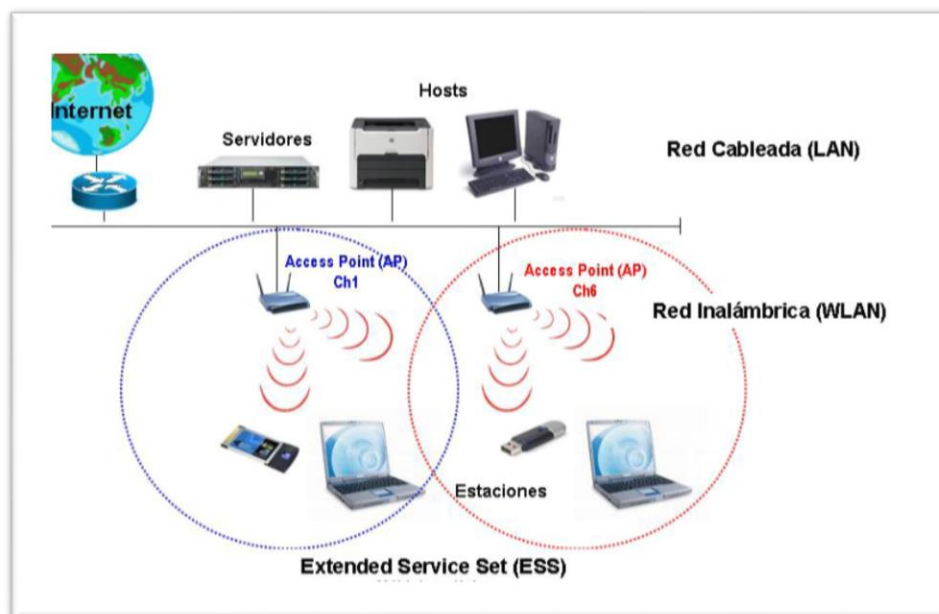 Internet
Hosts
Servidores
Red Cableada (LAN)
Access Point (AP)
Ch1
Access Point (AP)
Ch6
Red Inalámbrica (WLAN)
Estaciones
Extended Service Set (ESS)